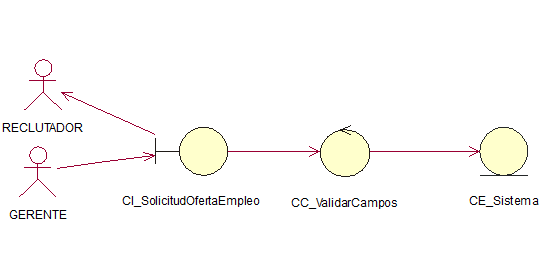 RECLUTADOR
GERENTE
CI_SolicitudOfertaEmpleo
CC_ValidarCampos
CE_Sistema